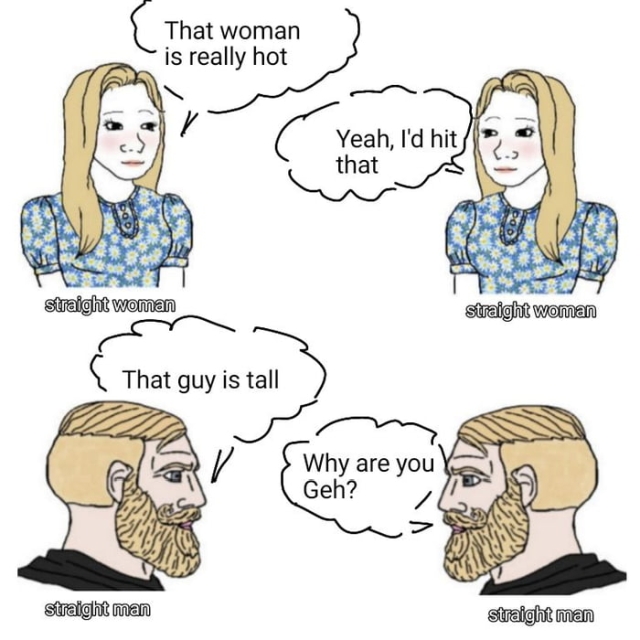 That woman
is really hot
Yeah, I'd hit
that
straight woman
straight woman
That guy is tall
Why are you
Geh?
straight man
straight man